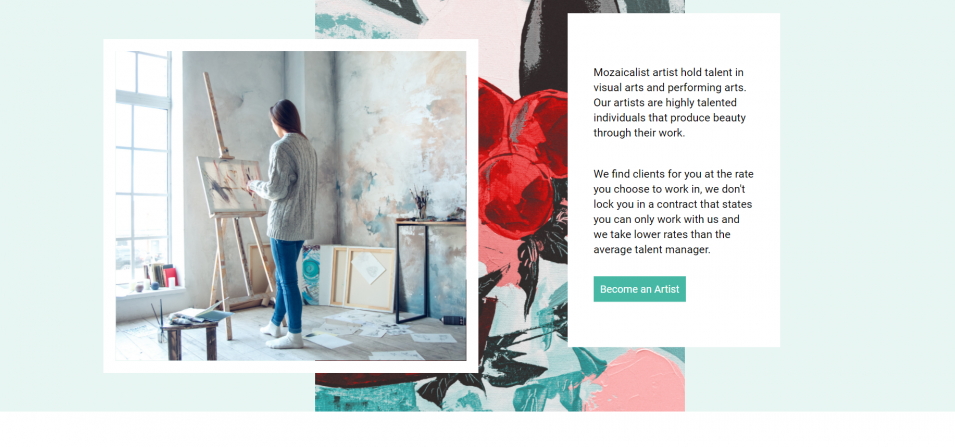 Mozaicalist artist hold talent in
visual arts and performing arts.
Our artists are highly talented
individuals that produce beauty
through their work.
We find clients for you at the rate
you choose to work in, we don't
lock you in a contract that states
you can only work with us and
we take lower rates than the
average talent manager.
Become an Artist